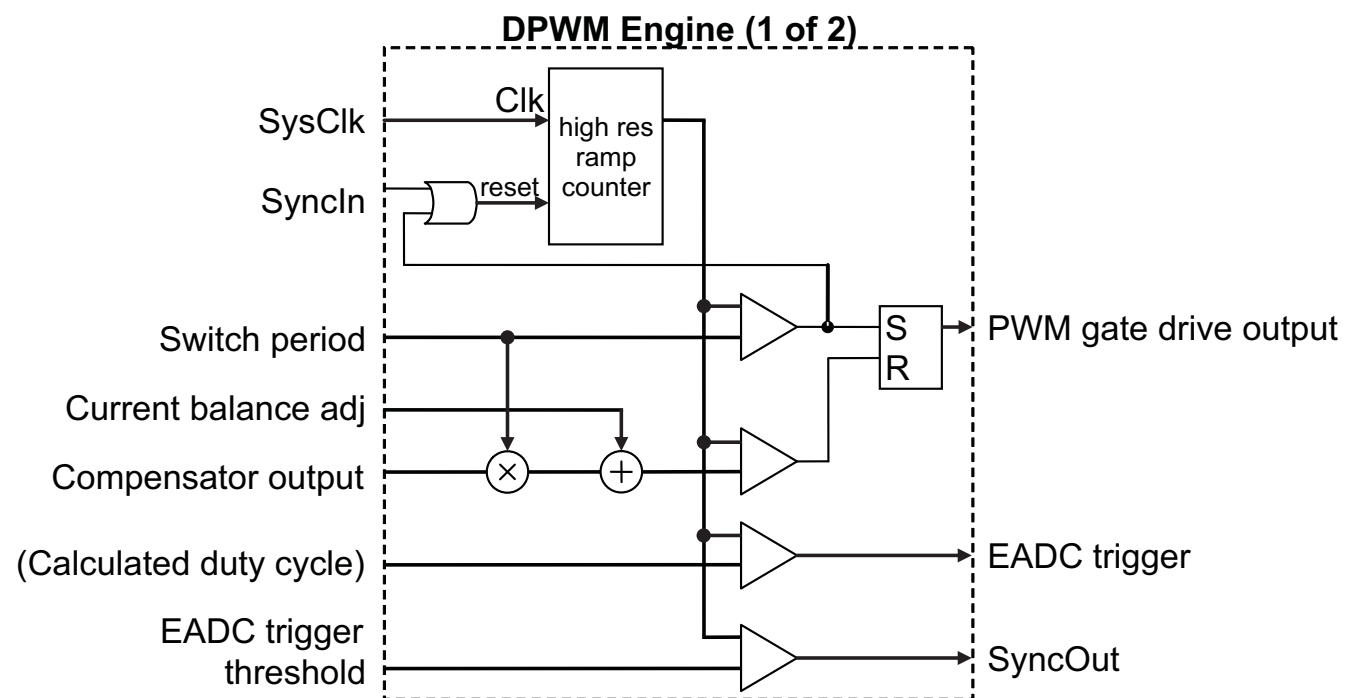 DPWM Engine (1 of 2)
SysClk
Clk
high res
ramp
counter
SyncIn
reset
Switch period
S
R
PWM gate drive output
Current balance adj
Compensator output
(Calculated duty cycle)
EADC trigger
EADC trigger
threshold
SyncOut